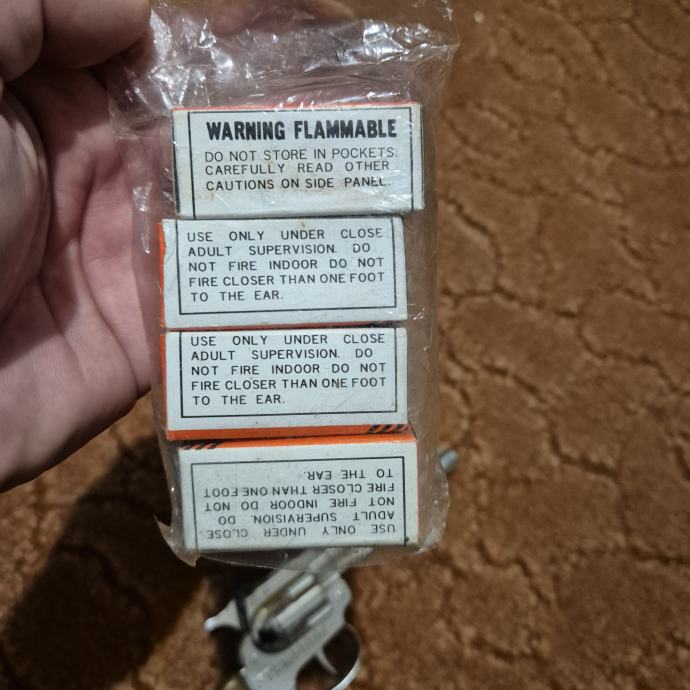 WARNING FLAMMABLE
DO NOT STORE IN POCKETS.
CAREFULLY READ OTHER
CAUTIONS ON SIDE PANEL.
USE ONLY UNDER CLOSE
ADULT SUPERVISION. DO
NOT FIRE INDOOR DO NOT
FIRE CLOSER THAN ONE FOOT
TO THE EAR.
USE ONLY UNDER CLOSE
ADULT SUPERVISION. DO
NOT FIRE INDOOR DO NOT
FIRE CLOSER THAN ONE FOOT
TO THE EAR.
USE ONLY UNDER CLOSE
ADULT SUPERVISION. DO
NOT FIRE INDOOR DO NOT
FIRE CLOSER THAN ONE FOOT
TO THE EAR.